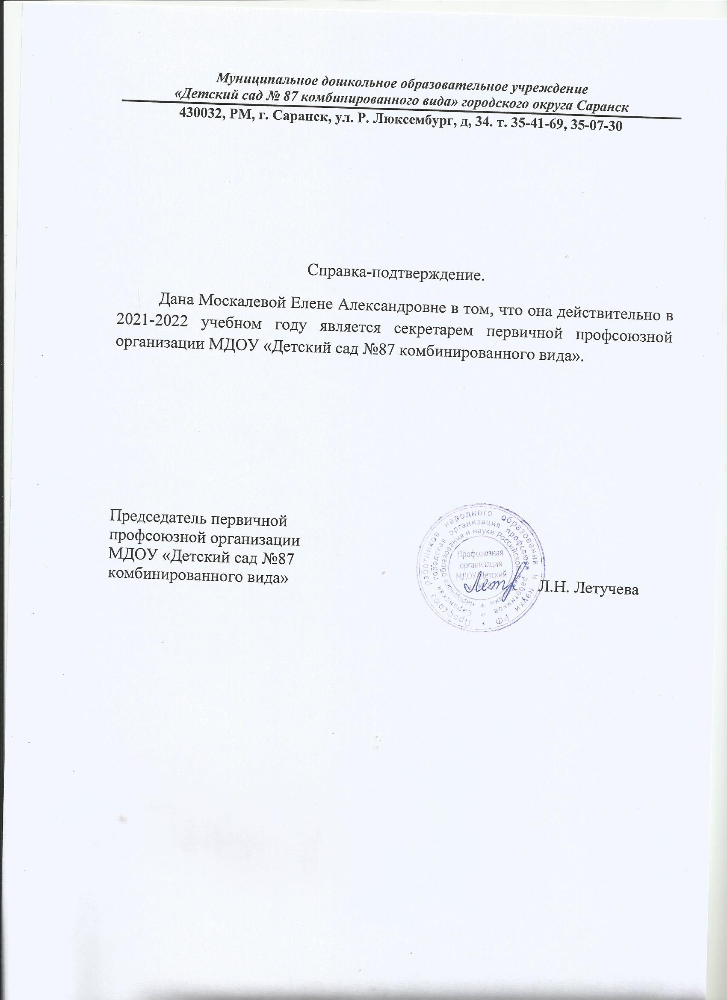 Муниципальное дошкольное образовательное учреждение
«Детский сад № 87 комбинированного вида» городского округа Саранск
430032, РМ, г. Саранск, ул. Р. Люксембург, д, 34. т. 35-41-69, 35-07-30
Справка-подтверждение.
Дана Москалевой Елене Александровне в том, что она действительно в
2021-2022 учебном году является секретарем первичной профсоюзной
организации МДОУ «Детский сад №87 комбинированного вида».
Председатель первичной
профсоюзной организации
МДОУ «Детский сад №87
комбинированного вида»
Профсоюз работников народного образования и науки РФ *
Саранская городская организация профсоюза работников *
народного образования и науки Российской
Профсоюзная
организация
МДОУ "Детский
Л.Н. Летучева